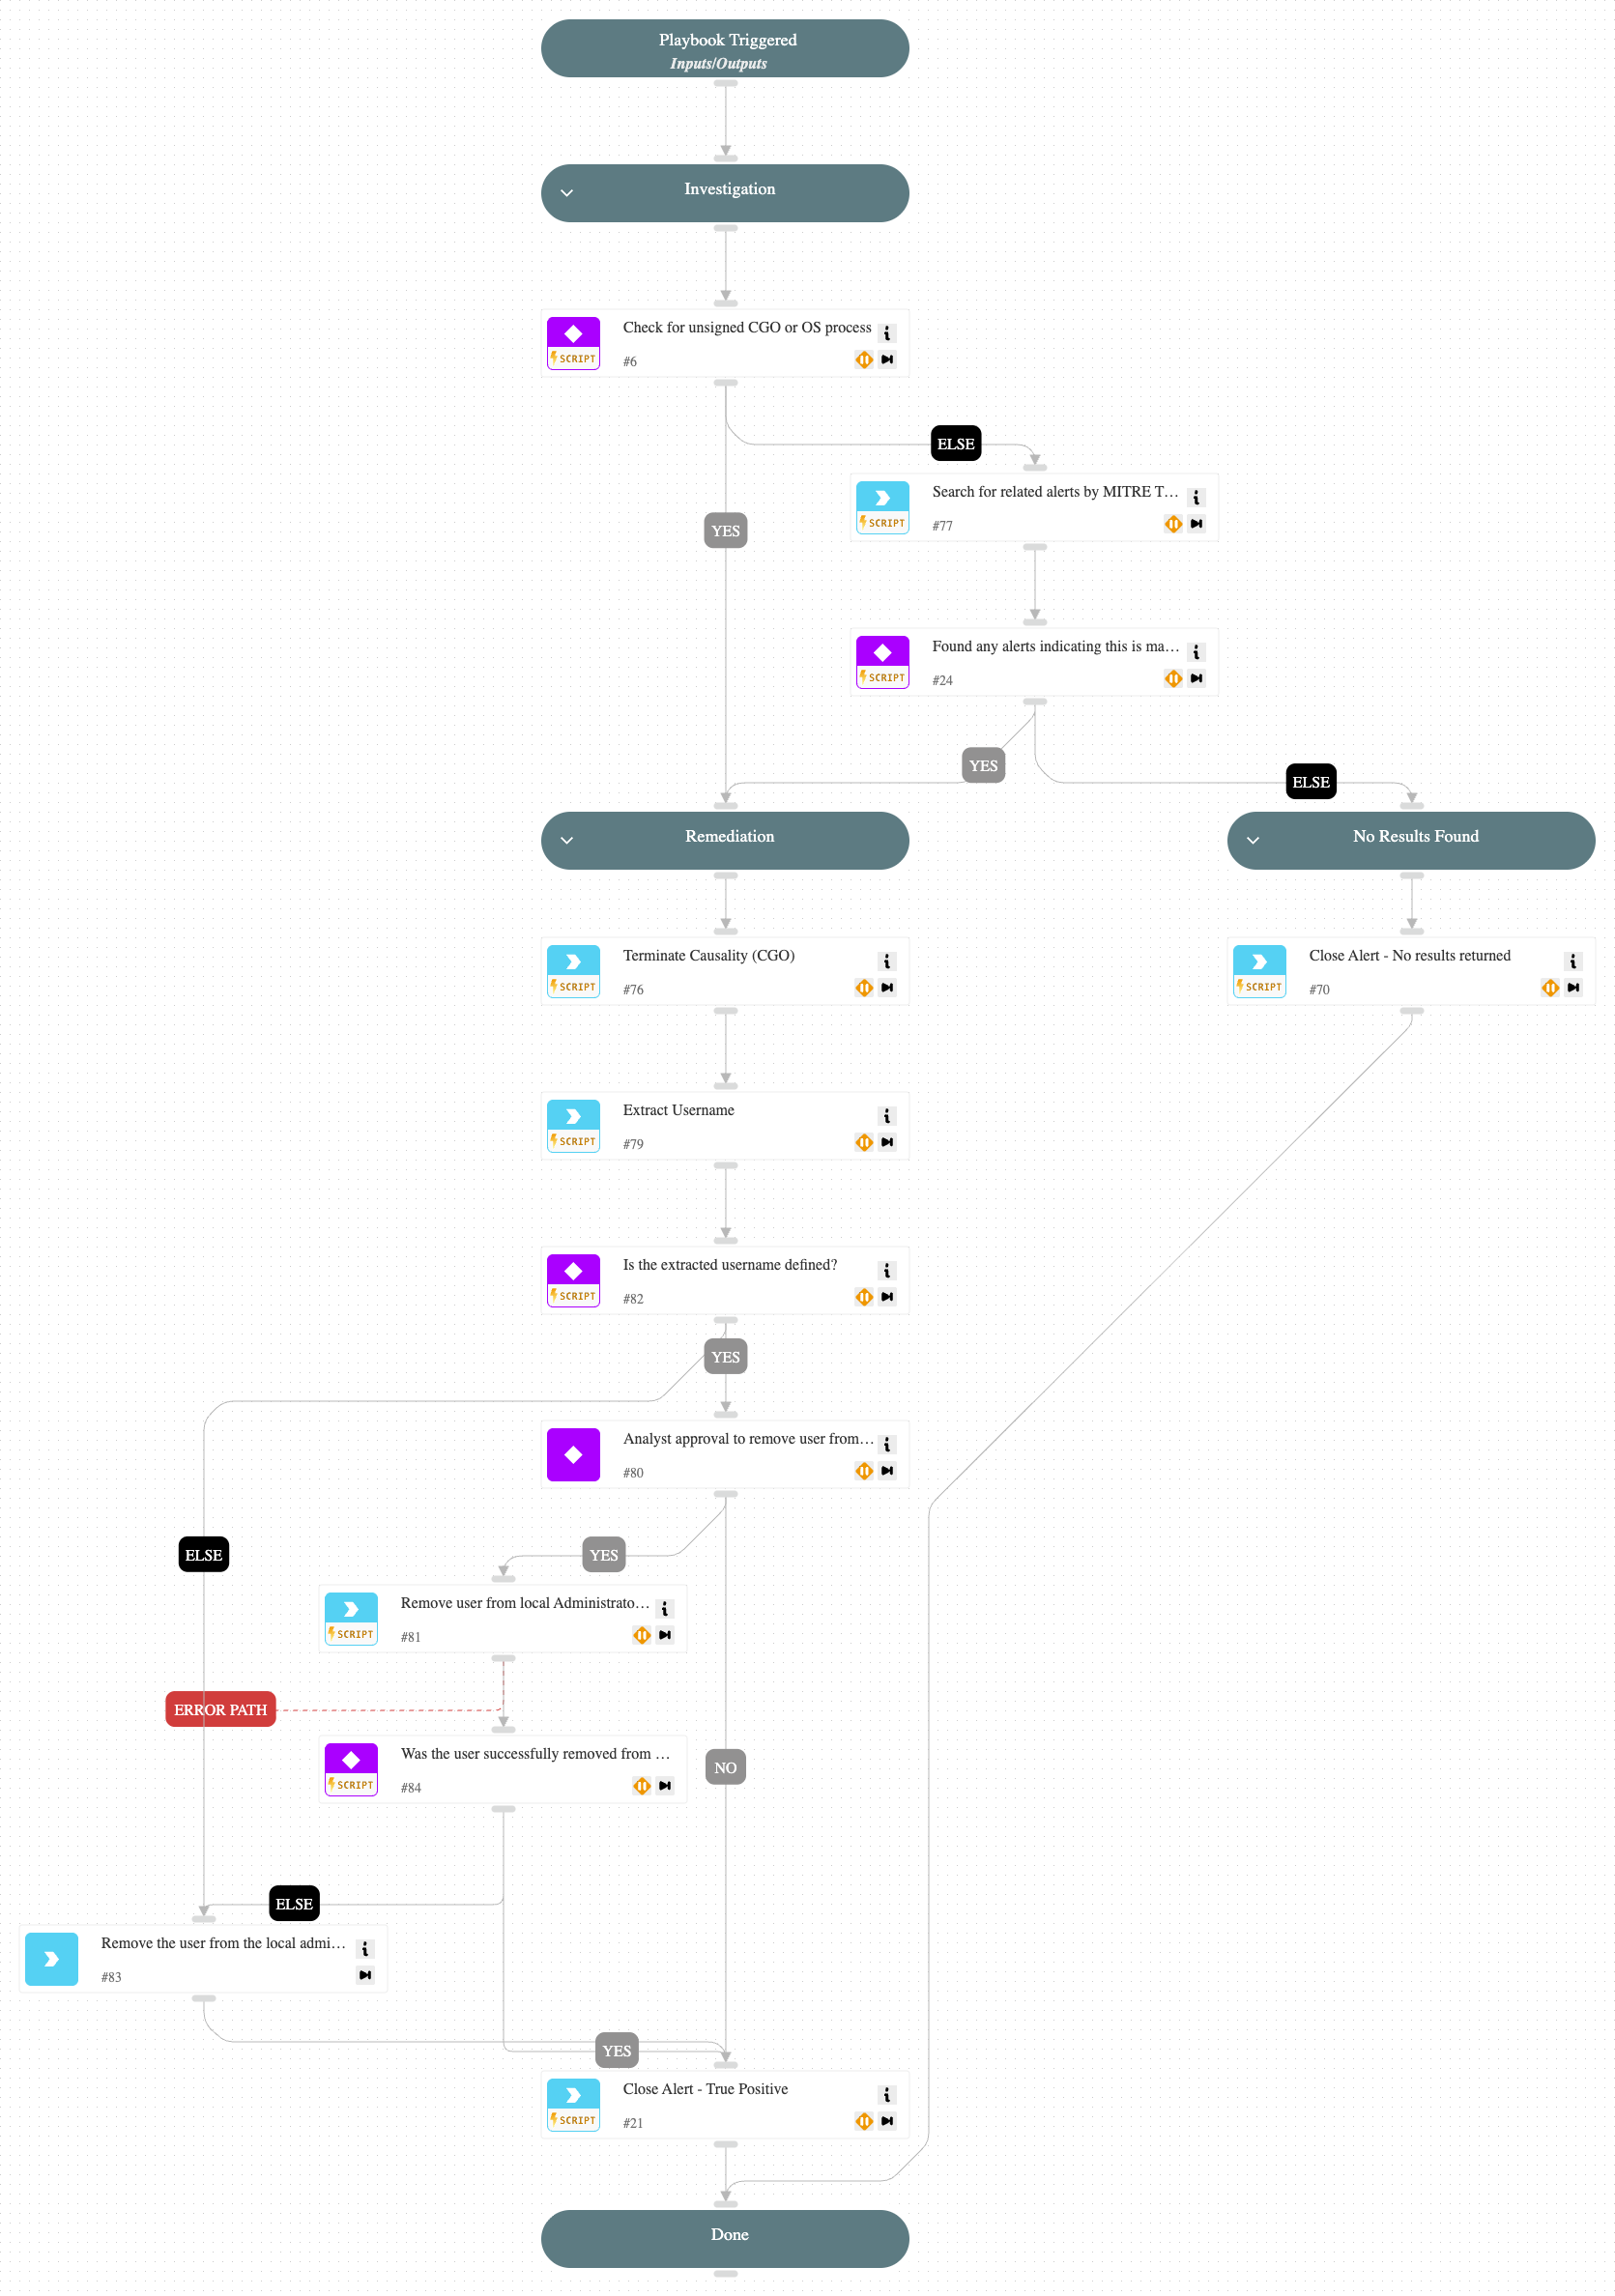 Playbook Triggered
Inputs/Outputs
Investigation
Check for unsigned CGO or OS process
SCRIPT
#6
ELSE
Search for related alerts by MITRE T…
SCRIPT
#77
YES
Found any alerts indicating this is ma…
SCRIPT
#24
YES
ELSE
Remediation
No Results Found
Terminate Causality (CGO)
SCRIPT
#76
Close Alert - No results returned
SCRIPT
#70
Extract Username
SCRIPT
#79
Is the extracted username defined?
SCRIPT
#82
YES
Analyst approval to remove user from…
#80
ELSE
YES
Remove user from local Administrato…
SCRIPT
#81
ERROR PATH
Was the user successfully removed from …
SCRIPT
#84
NO
ELSE
Remove the user from the local admi…
#83
YES
Close Alert - True Positive
SCRIPT
#21
Done